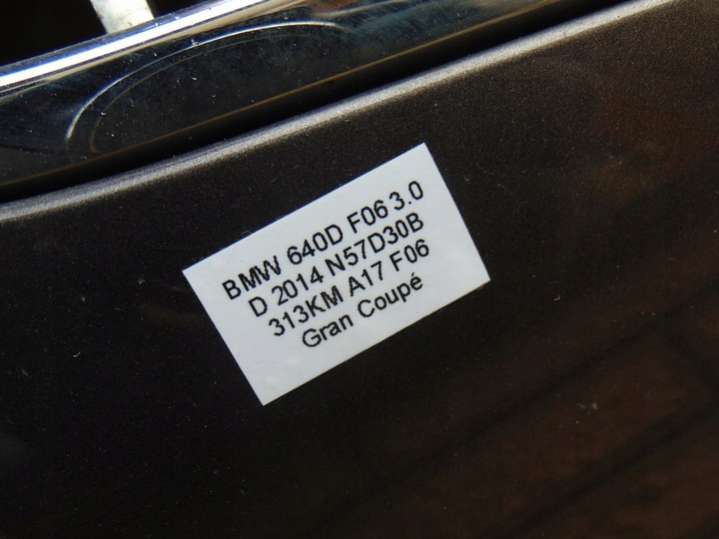 BMW 640D F06 3.0
D 2014 N57D30B
313KM A17 F06
Gran Coupé